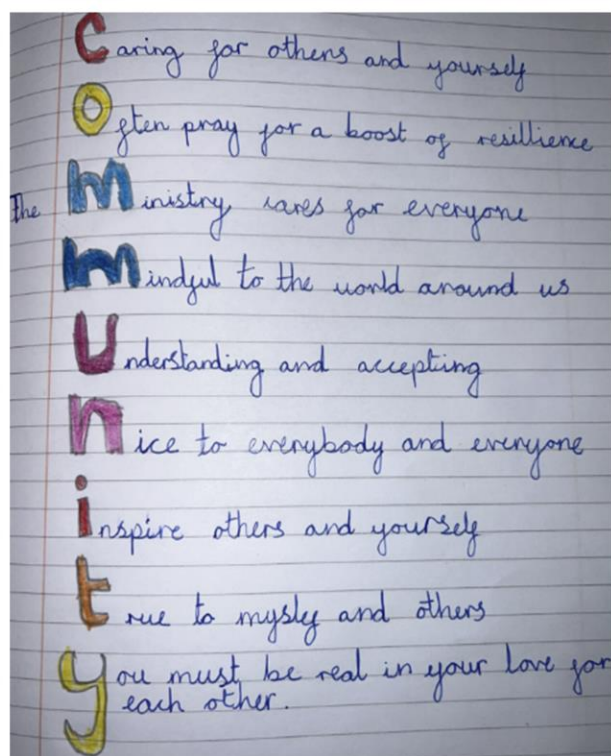 Caring for others and yourself
Often pray for a boost of resillience
The Ministry cares for everyone
Mindful to the world around us
Understanding and accepting
Nice to everybody and everyone
inspire others and yourself
true to mysly and others
you must be real in your love for
each other.